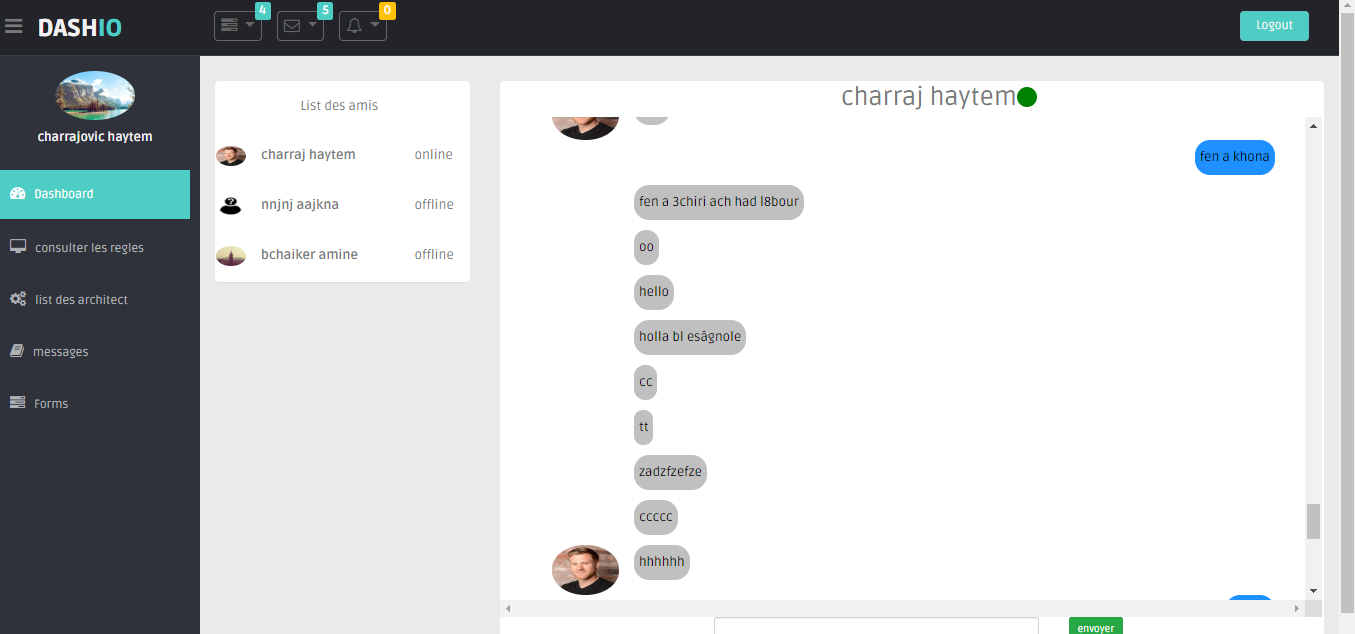 DASHIO
4
5
0
Logout
charrajovic haytem
Dashboard
consulter les regles
list des architect
messages
Forms
List des amis
charraj haytem online
nnjnj aajkna offline
bchaiker amine offline
charraj haytem
fen a khona
fen a 3chiri ach had l8bour
oo
hello
holla bl esâgnole
cc
tt
zadzfzefze
ccccc
hhhhhh
envoyer